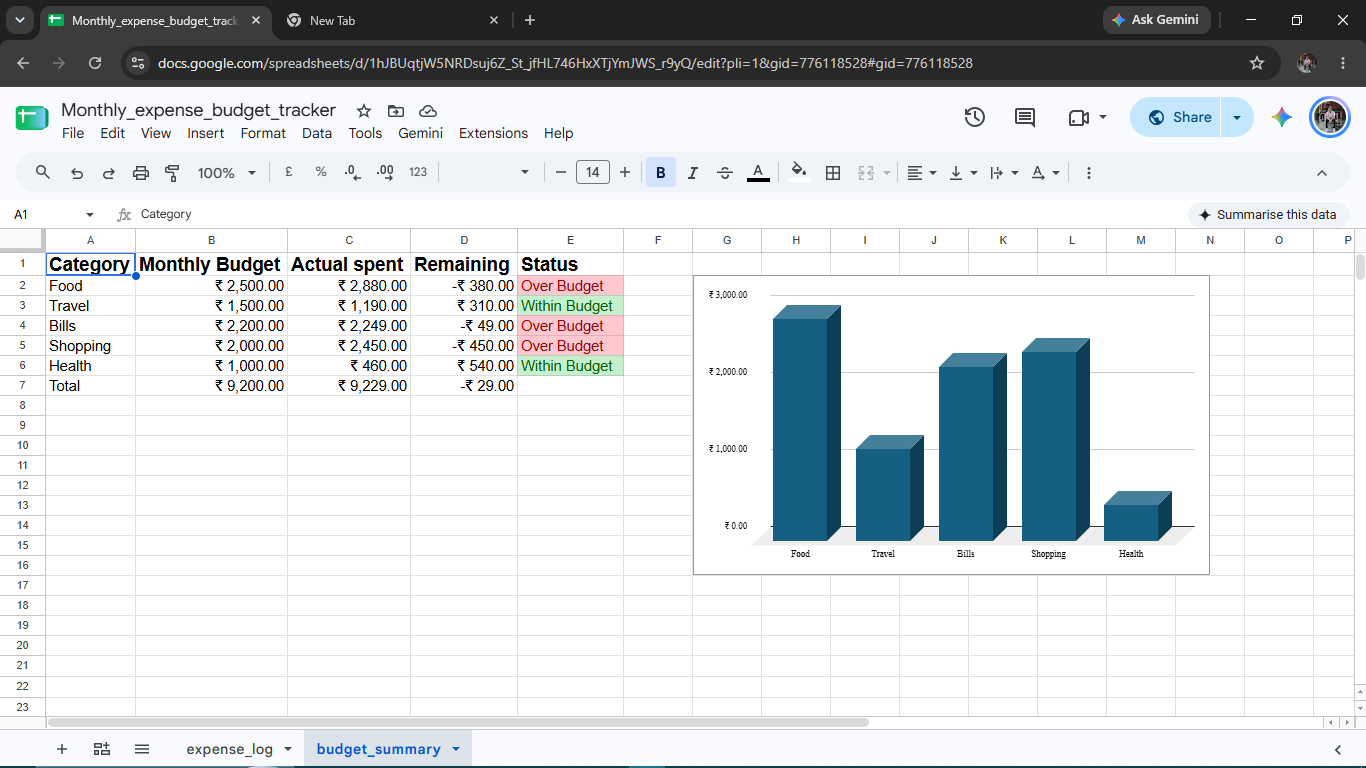 Monthly_expense_budget_track
New Tab
Ask Gemini
docs.google.com/spreadsheets/d/1hJBUqtjW5NRDsuj6Z_St_jfHL746HxXTjYmJWS_r9yQ/edit?pli=1&gid=776118528#gid=776118528
Monthly_expense_budget_tracker
File Edit View Insert Format Data Tools Gemini Extensions Help
Share
100% £ % .0 .00 123 14 B I S A A
A1 fx Category
Summarise this data
A B C D E F G H I J K L M N O P
1 Category Monthly Budget Actual spent Remaining Status
2 Food ₹ 2,500.00 ₹ 2,880.00 -₹ 380.00 Over Budget
3 Travel ₹ 1,500.00 ₹ 1,190.00 ₹ 310.00 Within Budget
4 Bills ₹ 2,200.00 ₹ 2,249.00 -₹ 49.00 Over Budget
5 Shopping ₹ 2,000.00 ₹ 2,450.00 -₹ 450.00 Over Budget
6 Health ₹ 1,000.00 ₹ 460.00 ₹ 540.00 Within Budget
7 Total ₹ 9,200.00 ₹ 9,229.00 -₹ 29.00
8
9
10
11
12
13
14
15
16
17
18
19
20
21
22
23
₹ 3,000.00
₹ 2,000.00
₹ 1,000.00
₹ 0.00
Food Travel Bills Shopping Health
expense_log budget_summary